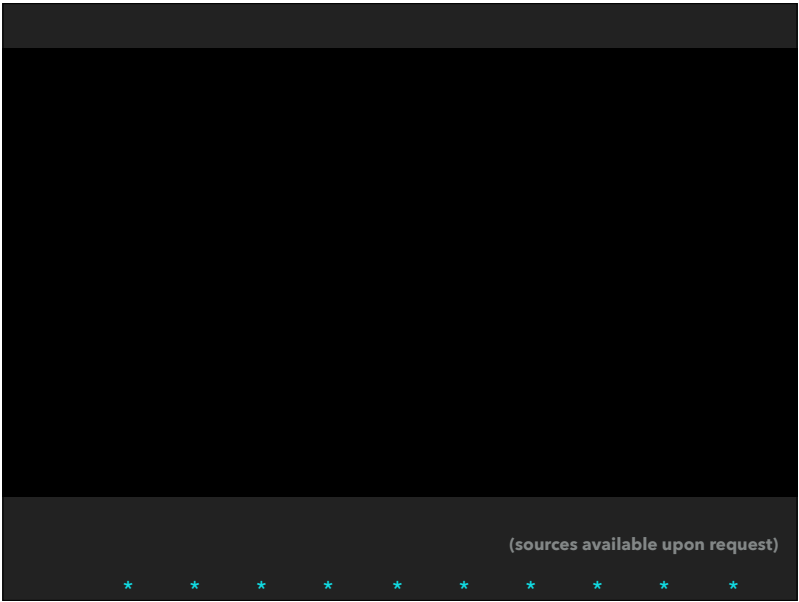 (sources available upon request)
* * * * * * * * * *